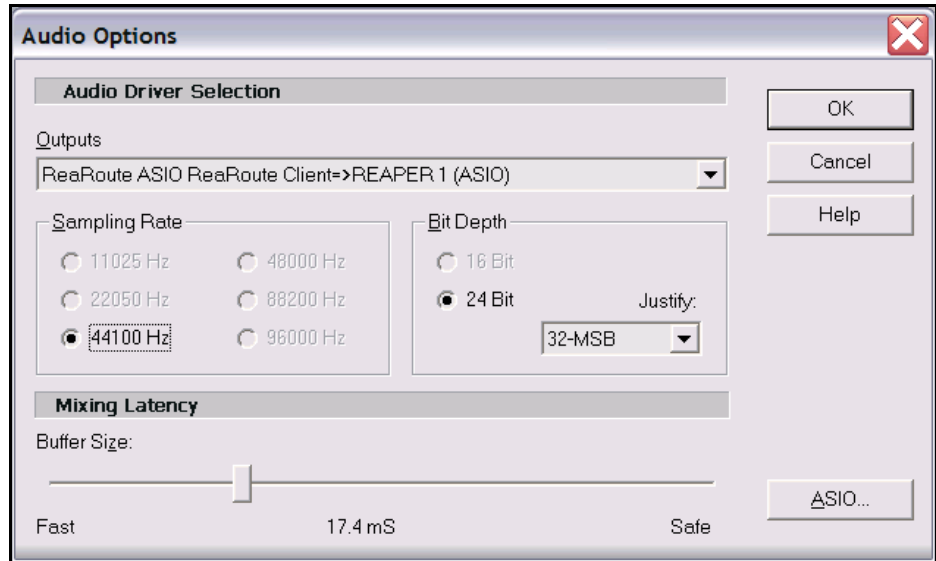 Audio Options
Audio Driver Selection
OK
Outputs
Cancel
ReaRoute ASIO ReaRoute Client=>REAPER 1 (ASIO)
Help
Sampling Rate
Bit Depth
11025 Hz 48000 Hz 16 Bit
22050 Hz 88200 Hz 24 Bit Justify:
44100 Hz 96000 Hz 32-MSB
Mixing Latency
Buffer Size:
ASIO...
Fast 17.4 mS Safe